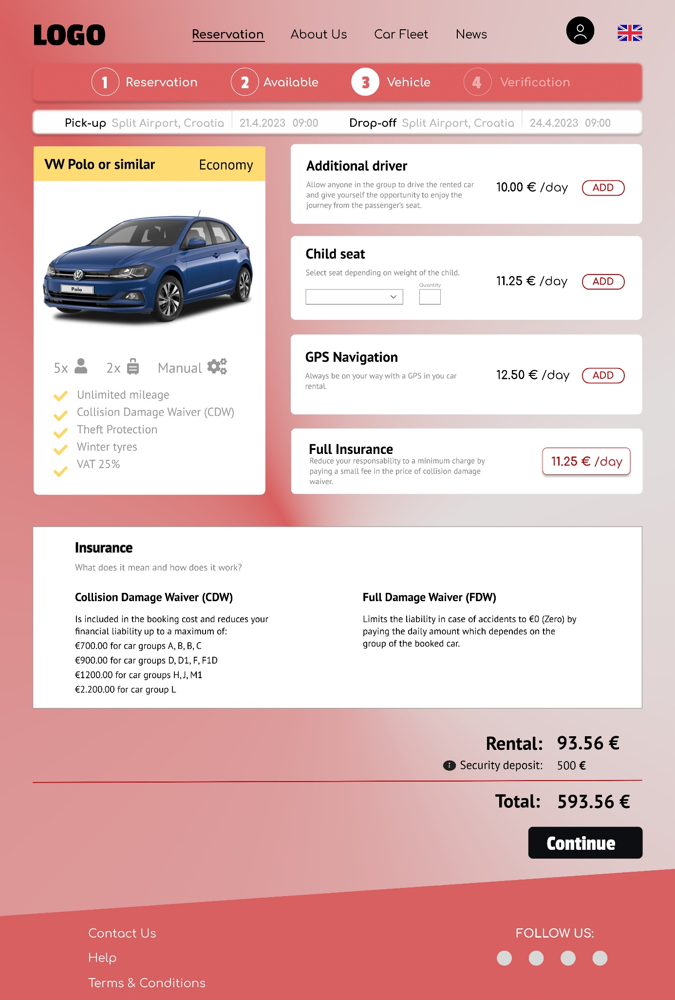 LOGO
Reservation
About Us
Car Fleet
News
1 Reservation
2 Available
3 Vehicle
4 Verification
Pick-up Split Airport, Croatia 21.4.2023 09:00
Drop-off Split Airport, Croatia 24.4.2023 09:00
VW Polo or similar
Economy
Polo
5x
2x
Manual
Unlimited mileage
Collision Damage Waiver (CDW)
Theft Protection
Winter tyres
VAT 25%
Additional driver
Allow anyone in the group to drive the rented car
and give yourself the opportunity to enjoy the
journey from the passenger's seat.
10.00 € /day
ADD
Child seat
Select seat depending on weight of the child.
Quantity
11.25 € /day
ADD
GPS Navigation
Always be on your way with a GPS in you car
rental.
12.50 € /day
ADD
Full Insurance
Reduce your responsability to a minimum charge by
paying a small fee in the price of collision damage
waiver.
11.25 € /day
Insurance
What does it mean and how does it work?
Collision Damage Waiver (CDW)
Is included in the booking cost and reduces your
financial liability up to a maximum of:
€700.00 for car groups A, B, B, C
€900.00 for car groups D, D1, F, F1D
€1200.00 for car groups H, J, M1
€2.200.00 for car group L
Full Damage Waiver (FDW)
Limits the liability in case of accidents to €0 (Zero) by
paying the daily amount which dependes on the
group of the booked car.
Rental: 93.56 €
Security deposit: 500 €
Total: 593.56 €
Continue
Contact Us
Help
Terms & Conditions
FOLLOW US: